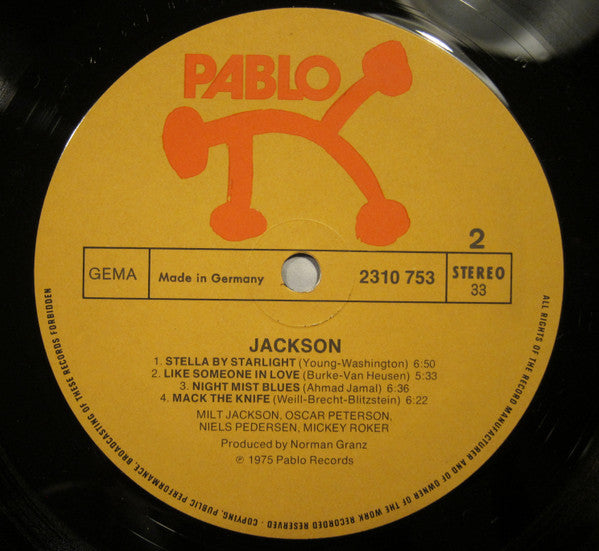 PABLO
2
GEMA
Made in Germany
2310 753
STEREO
33
JACKSON
1. STELLA BY STARLIGHT (Young-Washington) 6:50
2. LIKE SOMEONE IN LOVE (Burke-Van Heusen) 5:33
3. NIGHT MIST BLUES (Ahmad Jamal) 6:36
4. MACK THE KNIFE (Weill-Brecht-Blitzstein) 6:22
MILT JACKSON, OSCAR PETERSON,
NIELS PEDERSEN, MICKEY ROKER
Produced by Norman Granz
℗ 1975 Pablo Records
ALL RIGHTS OF THE RECORD MANUFACTURER AND OF OWNER OF THE WORK RECORDED RESERVED · COPYING, PUBLIC PERFORMANCE, BROADCASTING OF THESE RECORDS FORBIDDEN